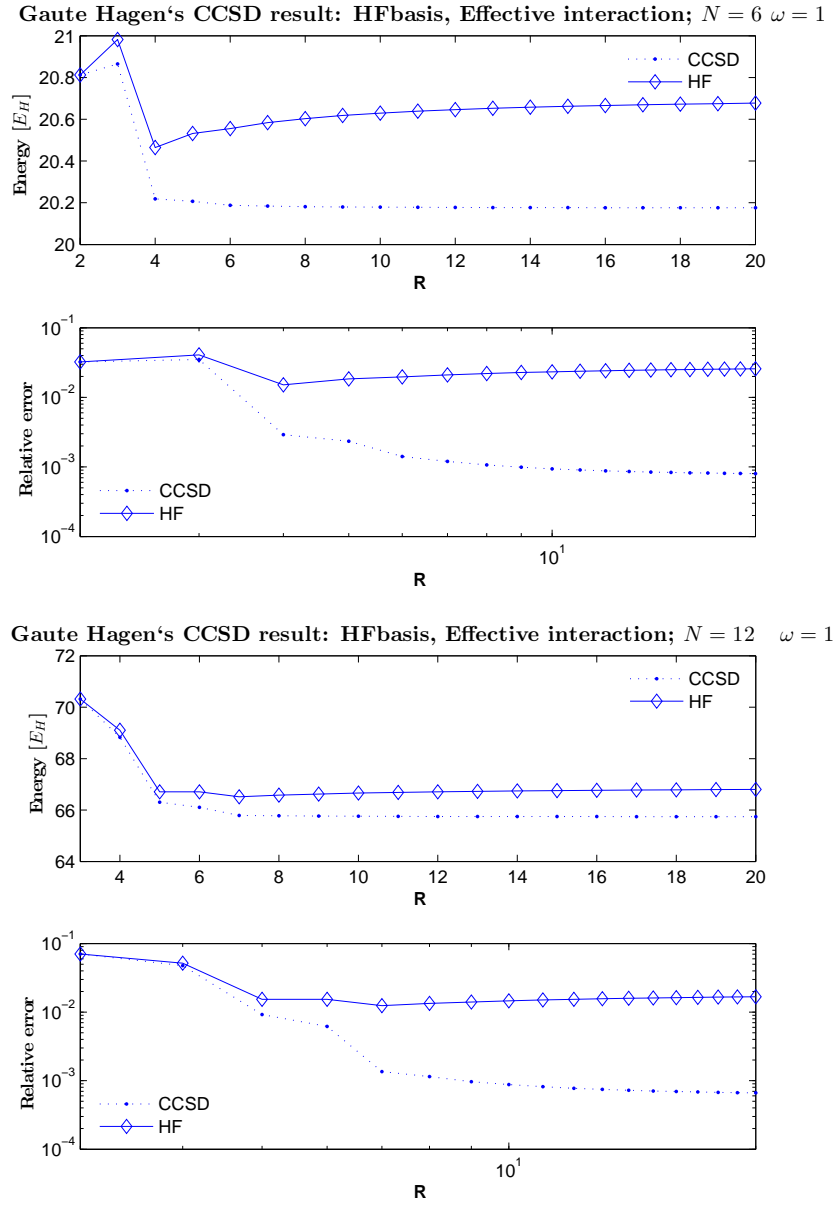 Gaute Hagen‘s CCSD result: HFbasis, Effective interaction; N = 6 ω = 1
21
20.8
20.6
20.4
20.2
20
Energy [E_H]
CCSD
HF
2 4 6 8 10 12 14 16 18 20
R
10^-1
10^-2
10^-3
10^-4
Relative error
CCSD
HF
10^1
R
Gaute Hagen‘s CCSD result: HFbasis, Effective interaction; N = 12 ω = 1
72
70
68
66
64
Energy [E_H]
CCSD
HF
4 6 8 10 12 14 16 18 20
R
10^-1
10^-2
10^-3
10^-4
Relative error
CCSD
HF
10^1
R